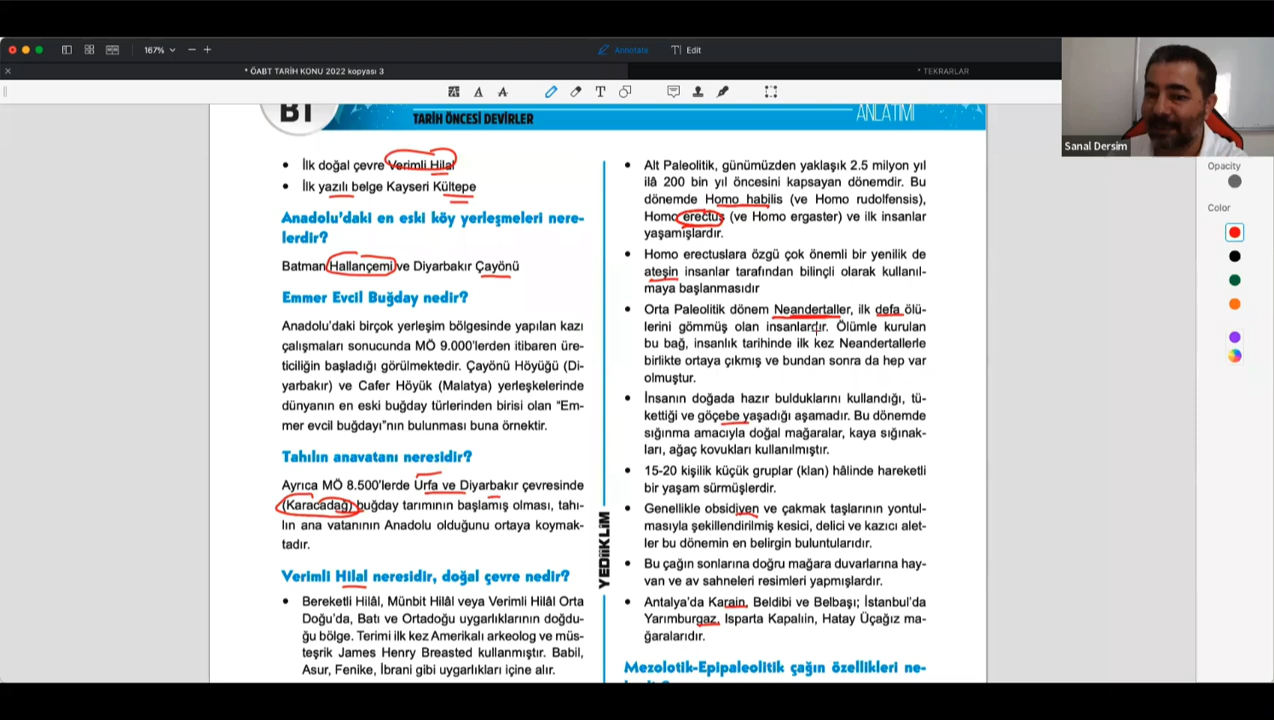 167%
Annotate
Edit
* ÖABT TARİH KONU 2022 kopyası 3
* TEKRARLAR
BT
TARİH ÖNCESİ DEVİRLER
ANLATIMI
Sanal Dersim
Opacity
Color
• İlk doğal çevre Verimli Hilal
• İlk yazılı belge Kayseri Kültepe
Anadolu’daki en eski köy yerleşmeleri nere-
lerdir?
Batman Hallançemi ve Diyarbakır Çayönü
Emmer Evcil Buğday nedir?
Anadolu’daki birçok yerleşim bölgesinde yapılan kazı
çalışmaları sonucunda MÖ 9.000’lerden itibaren üre-
ticiliğin başladığı görülmektedir. Çayönü Höyüğü (Di-
yarbakır) ve Cafer Höyük (Malatya) yerleşkelerinde
dünyanın en eski buğday türlerinden birisi olan “Em-
mer evcil buğdayı”nın bulunması buna örnektir.
Tahılın anavatanı neresidir?
Ayrıca MÖ 8.500’lerde Urfa ve Diyarbakır çevresinde
(Karacadağ) buğday tarımının başlamış olması, tahı-
lın ana vatanının Anadolu olduğunu ortaya koymak-
tadır.
Verimli Hilal neresidir, doğal çevre nedir?
• Bereketli Hilâl, Münbit Hilâl veya Verimli Hilâl Orta
Doğu’da, Batı ve Ortadoğu uygarlıklarının doğdu-
ğu bölge. Terimi ilk kez Amerikalı arkeolog ve müs-
teşrik James Henry Breasted kullanmıştır. Babil,
Asur, Fenike, İbrani gibi uygarlıkları içine alır.
YEDİİKLİM
• Alt Paleolitik, günümüzden yaklaşık 2.5 milyon yıl
ilâ 200 bin yıl öncesini kapsayan dönemdir. Bu
dönemde Homo habilis (ve Homo rudolfensis),
Homo erectus (ve Homo ergaster) ve ilk insanlar
yaşamışlardır.
• Homo erectuslara özgü çok önemli bir yenilik de
ateşin insanlar tarafından bilinçli olarak kullanıl-
maya başlanmasıdır
• Orta Paleolitik dönem Neandertaller, ilk defa ölü-
lerini gömmüş olan insanlardır. Ölümle kurulan
bu bağ, insanlık tarihinde ilk kez Neandertallerle
birlikte ortaya çıkmış ve bundan sonra da hep var
olmuştur.
• İnsanın doğada hazır bulduklarını kullandığı, tü-
kettiği ve göçebe yaşadığı aşamadır. Bu dönemde
sığınma amacıyla doğal mağaralar, kaya sığınak-
ları, ağaç kovukları kullanılmıştır.
• 15-20 kişilik küçük gruplar (klan) hâlinde hareketli
bir yaşam sürmüşlerdir.
• Genellikle obsidiyen ve çakmak taşlarının yontul-
masıyla şekillendirilmiş kesici, delici ve kazıcı alet-
ler bu dönemin en belirgin buluntularıdır.
• Bu çağın sonlarına doğru mağara duvarlarına hay-
van ve av sahneleri resimleri yapmışlardır.
• Antalya’da Karain, Beldibi ve Belbaşı; İstanbul’da
Yarımburgaz, Isparta Kapalıin, Hatay Üçağız ma-
ğaralarıdır.
Mezolotik-Epipaleolitik çağın özellikleri ne-